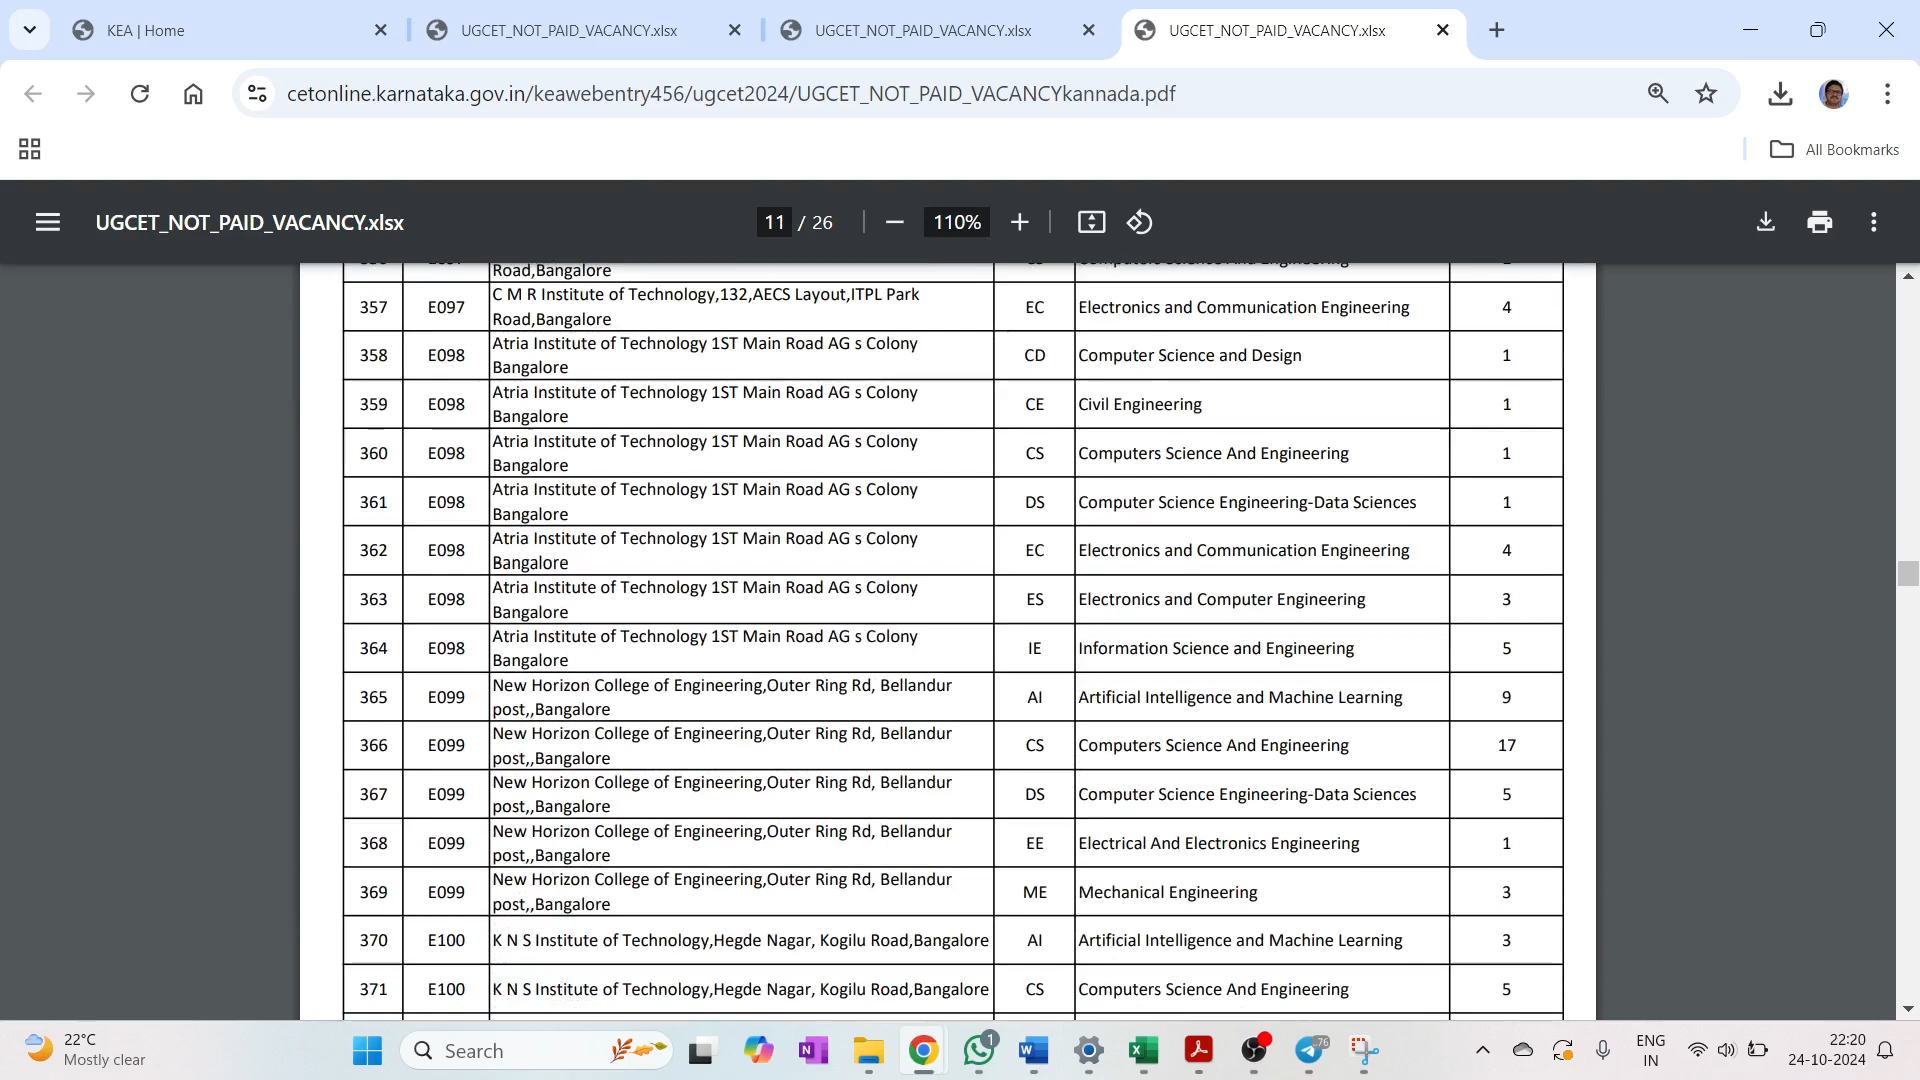 KEA | Home
UGCET_NOT_PAID_VACANCY.xlsx
UGCET_NOT_PAID_VACANCY.xlsx
UGCET_NOT_PAID_VACANCY.xlsx
cetonline.karnataka.gov.in/keawebentry456/ugcet2024/UGCET_NOT_PAID_VACANCYkannada.pdf
All Bookmarks
UGCET_NOT_PAID_VACANCY.xlsx
11 / 26
110%
Road,Bangalore
357 E097 C M R Institute of Technology,132,AECS Layout,ITPL Park EC Electronics and Communication Engineering 4
Road,Bangalore
358 E098 Atria Institute of Technology 1ST Main Road AG s Colony CD Computer Science and Design 1
Bangalore
359 E098 Atria Institute of Technology 1ST Main Road AG s Colony CE Civil Engineering 1
Bangalore
360 E098 Atria Institute of Technology 1ST Main Road AG s Colony CS Computers Science And Engineering 1
Bangalore
361 E098 Atria Institute of Technology 1ST Main Road AG s Colony DS Computer Science Engineering-Data Sciences 1
Bangalore
362 E098 Atria Institute of Technology 1ST Main Road AG s Colony EC Electronics and Communication Engineering 4
Bangalore
363 E098 Atria Institute of Technology 1ST Main Road AG s Colony ES Electronics and Computer Engineering 3
Bangalore
364 E098 Atria Institute of Technology 1ST Main Road AG s Colony IE Information Science and Engineering 5
Bangalore
365 E099 New Horizon College of Engineering,Outer Ring Rd, Bellandur AI Artificial Intelligence and Machine Learning 9
post,,Bangalore
366 E099 New Horizon College of Engineering,Outer Ring Rd, Bellandur CS Computers Science And Engineering 17
post,,Bangalore
367 E099 New Horizon College of Engineering,Outer Ring Rd, Bellandur DS Computer Science Engineering-Data Sciences 5
post,,Bangalore
368 E099 New Horizon College of Engineering,Outer Ring Rd, Bellandur EE Electrical And Electronics Engineering 1
post,,Bangalore
369 E099 New Horizon College of Engineering,Outer Ring Rd, Bellandur ME Mechanical Engineering 3
post,,Bangalore
370 E100 K N S Institute of Technology,Hegde Nagar, Kogilu Road,Bangalore AI Artificial Intelligence and Machine Learning 3
371 E100 K N S Institute of Technology,Hegde Nagar, Kogilu Road,Bangalore CS Computers Science And Engineering 5
22°C
Mostly clear
Search
1
76
ENG
IN
22:20
24-10-2024